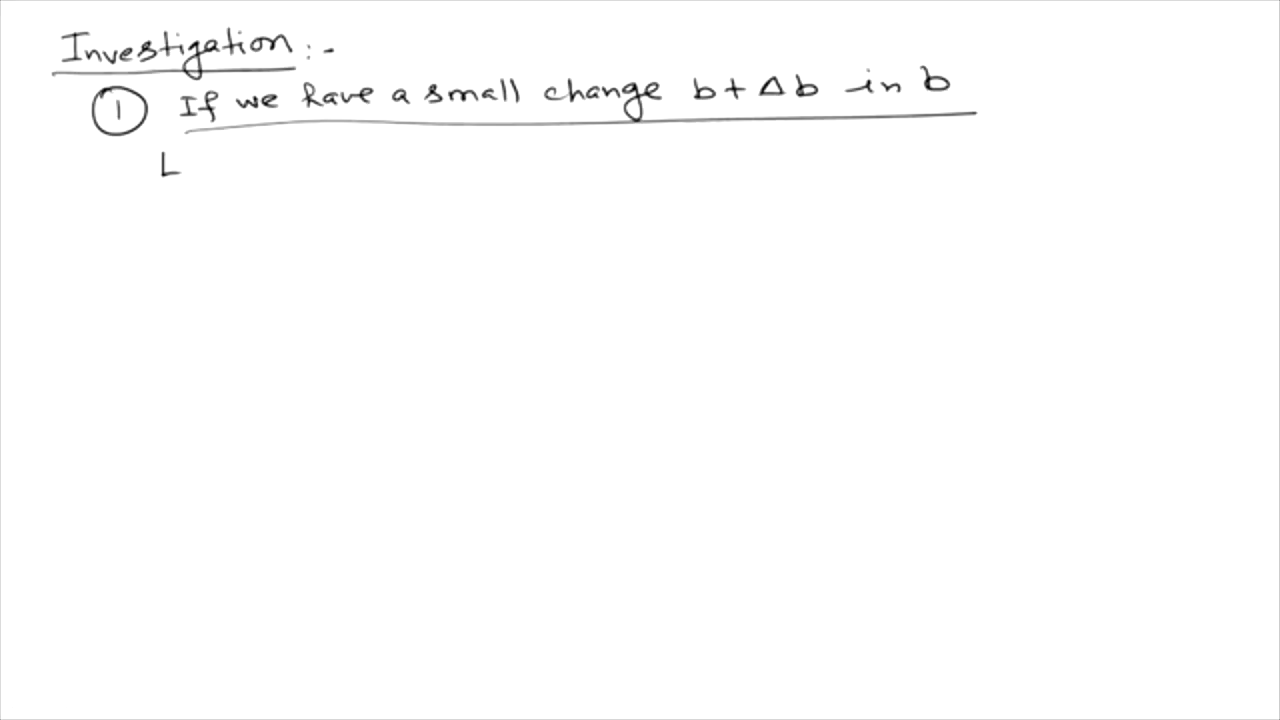 Investigation :-
① If we have a small change b + Δb in b
L